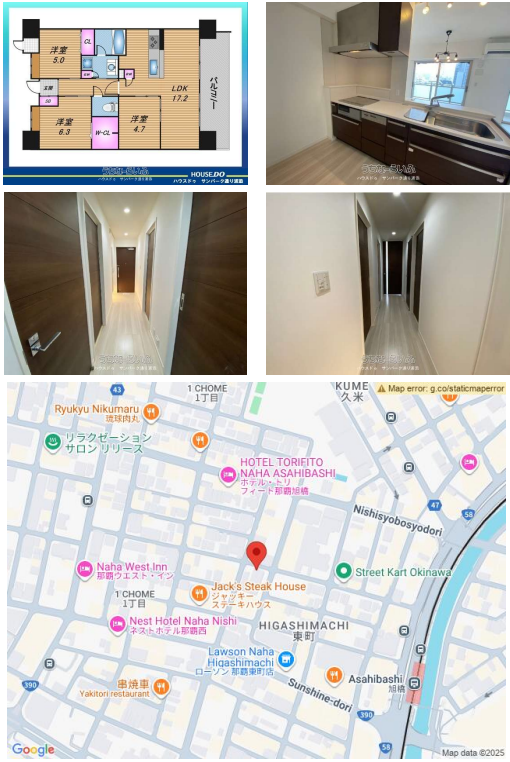 洋室
5.0
CL
玄関
SO
洋室
6.3
W-CL
洋室
4.7
LDK
17.2
バルコニー
うちなーらいふ
HOUSEDO
ハウスドゥ サンパーク通り那覇
43
1 CHOME
1丁目
KUME
久米
Map error: g.co/staticmaperror
Ryukyu Nikumaru
琉球肉丸
リラクゼーション
サロン リリース
HOTEL TORIFITO
NAHA ASAHIBASHI
ホテル・トリ
フィート那覇旭橋
47
58
Nishisyobosyodori
Naha West Inn
那覇ウエスト・イン
Jack's Steak House
ジャッキー
ステーキハウス
Street Kart Okinawa
1 CHOME
1丁目
Nest Hotel Naha Nishi
ネストホテル那覇西
HIGASHIMACHI
東町
Lawson Naha
Higashimachi
ローソン 那覇東町店
串焼車
Yakitori restaurant
Sunshine-dori
Asahibashi
旭橋
390
390
58
Google
Map data ©2025